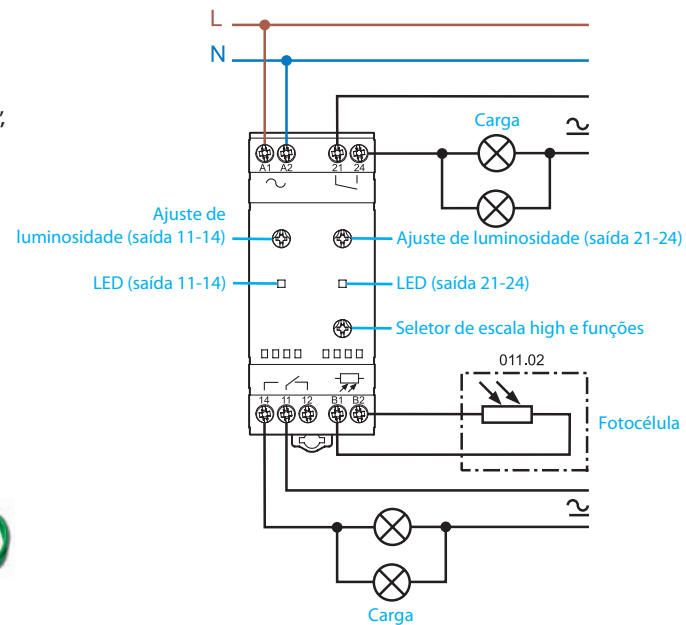 L
N
Carga
A1 A2 21 24
Ajuste de
luminosidade (saída 11-14)
Ajuste de luminosidade (saída 21-24)
LED (saída 11-14)
LED (saída 21-24)
Seletor de escala high e funções
011.02
14 11 12 B1 B2
Fotocélula
Carga